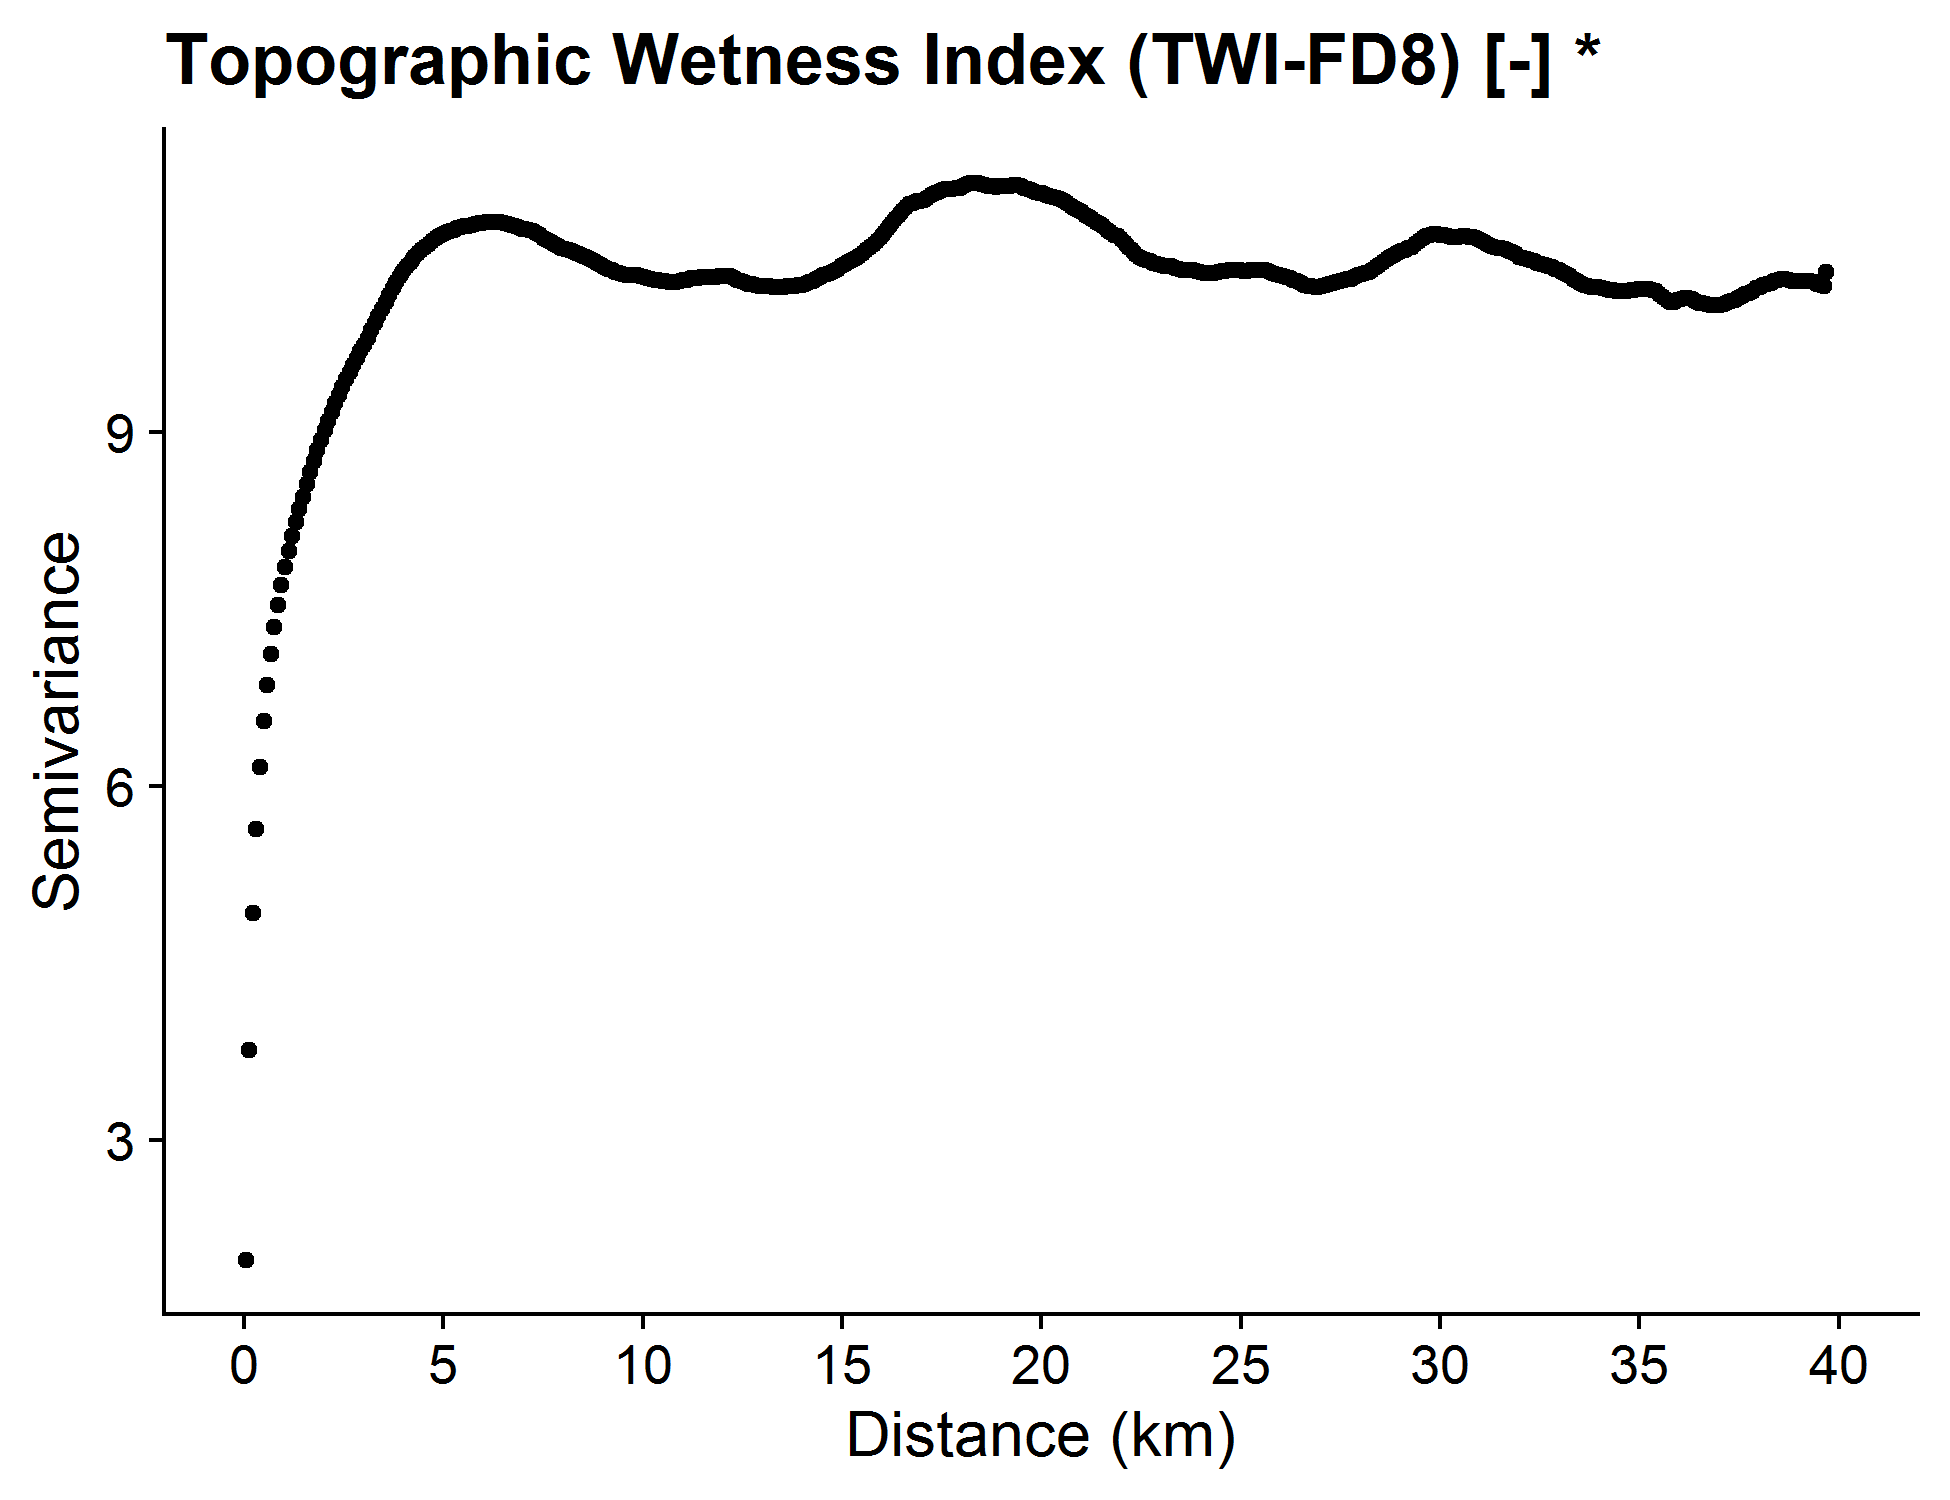 Topographic Wetness Index (TWI-FD8) [-] *
Semivariance
9
6
3
0 5 10 15 20 25 30 35 40
Distance (km)